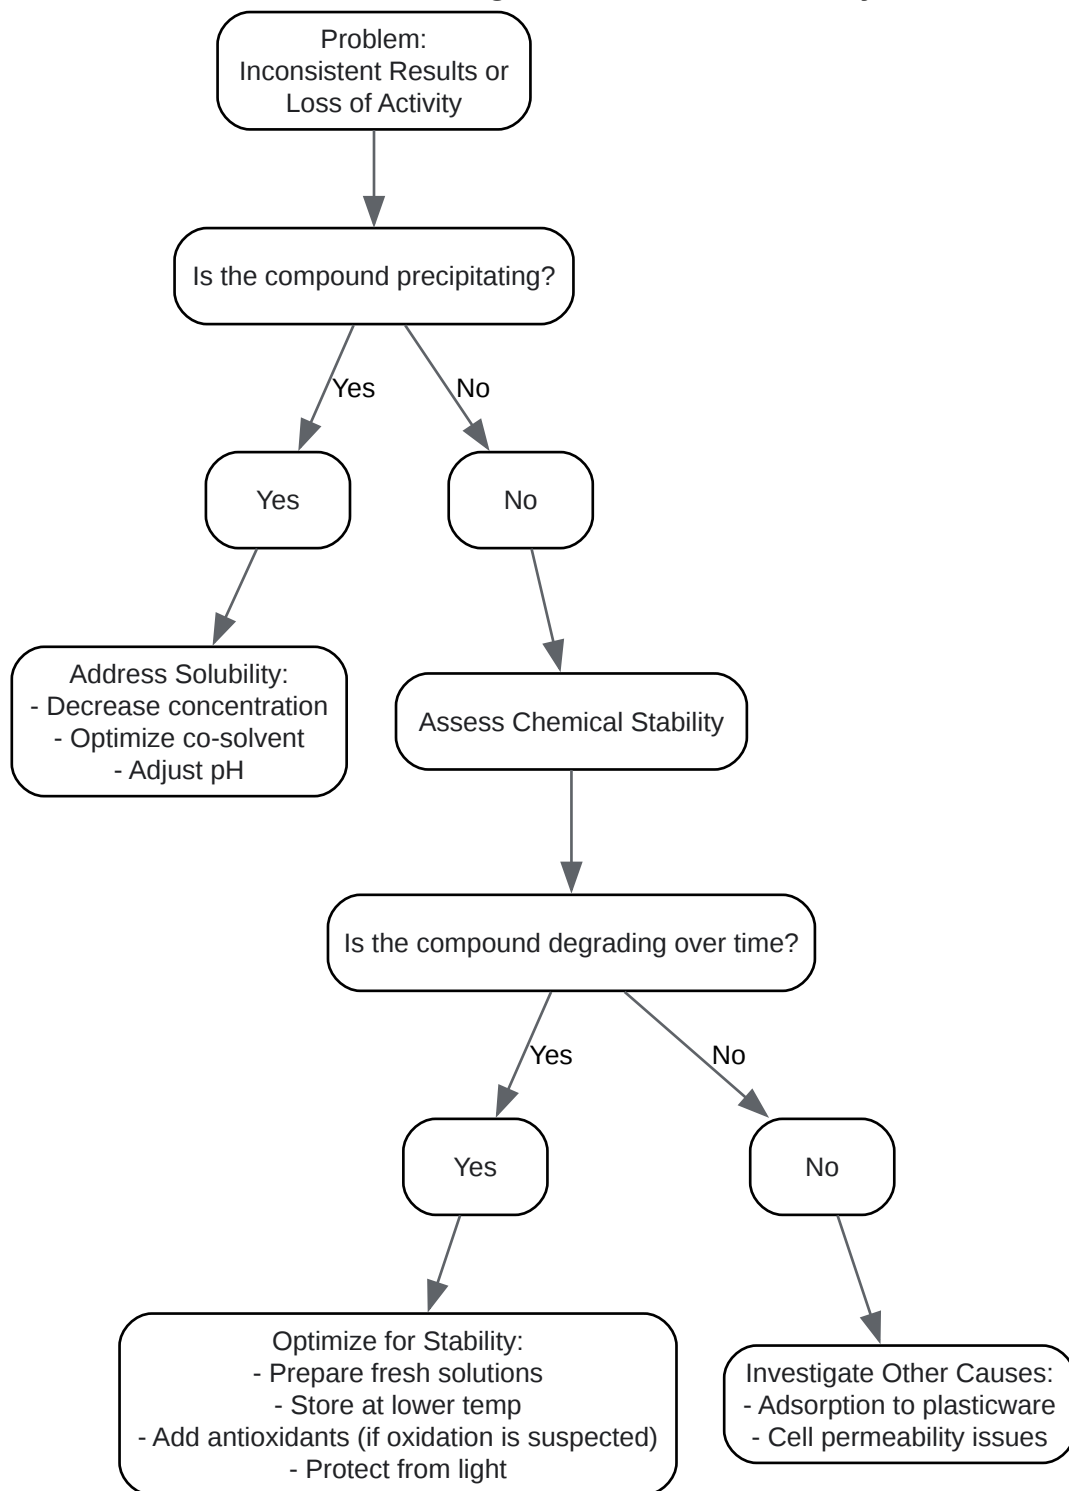 Problem:
Inconsistent Results or
Loss of Activity
Is the compound precipitating?
Yes
No
Yes
No
Address Solubility:
- Decrease concentration
- Optimize co-solvent
- Adjust pH
Assess Chemical Stability
Is the compound degrading over time?
Yes
No
Yes
No
Optimize for Stability:
- Prepare fresh solutions
- Store at lower temp
- Add antioxidants (if oxidation is suspected)
- Protect from light
Investigate Other Causes:
- Adsorption to plasticware
- Cell permeability issues